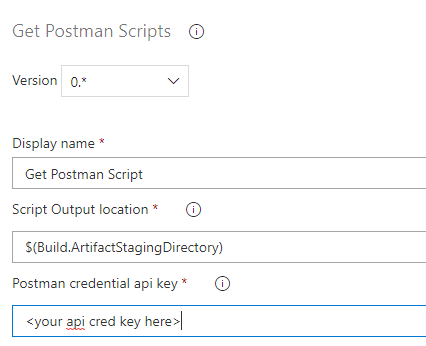 Get Postman Scripts
Version 0.*
Display name *
Get Postman Script
Script Output location *
$(Build.ArtifactStagingDirectory)
Postman credential api key *
<your api cred key here>